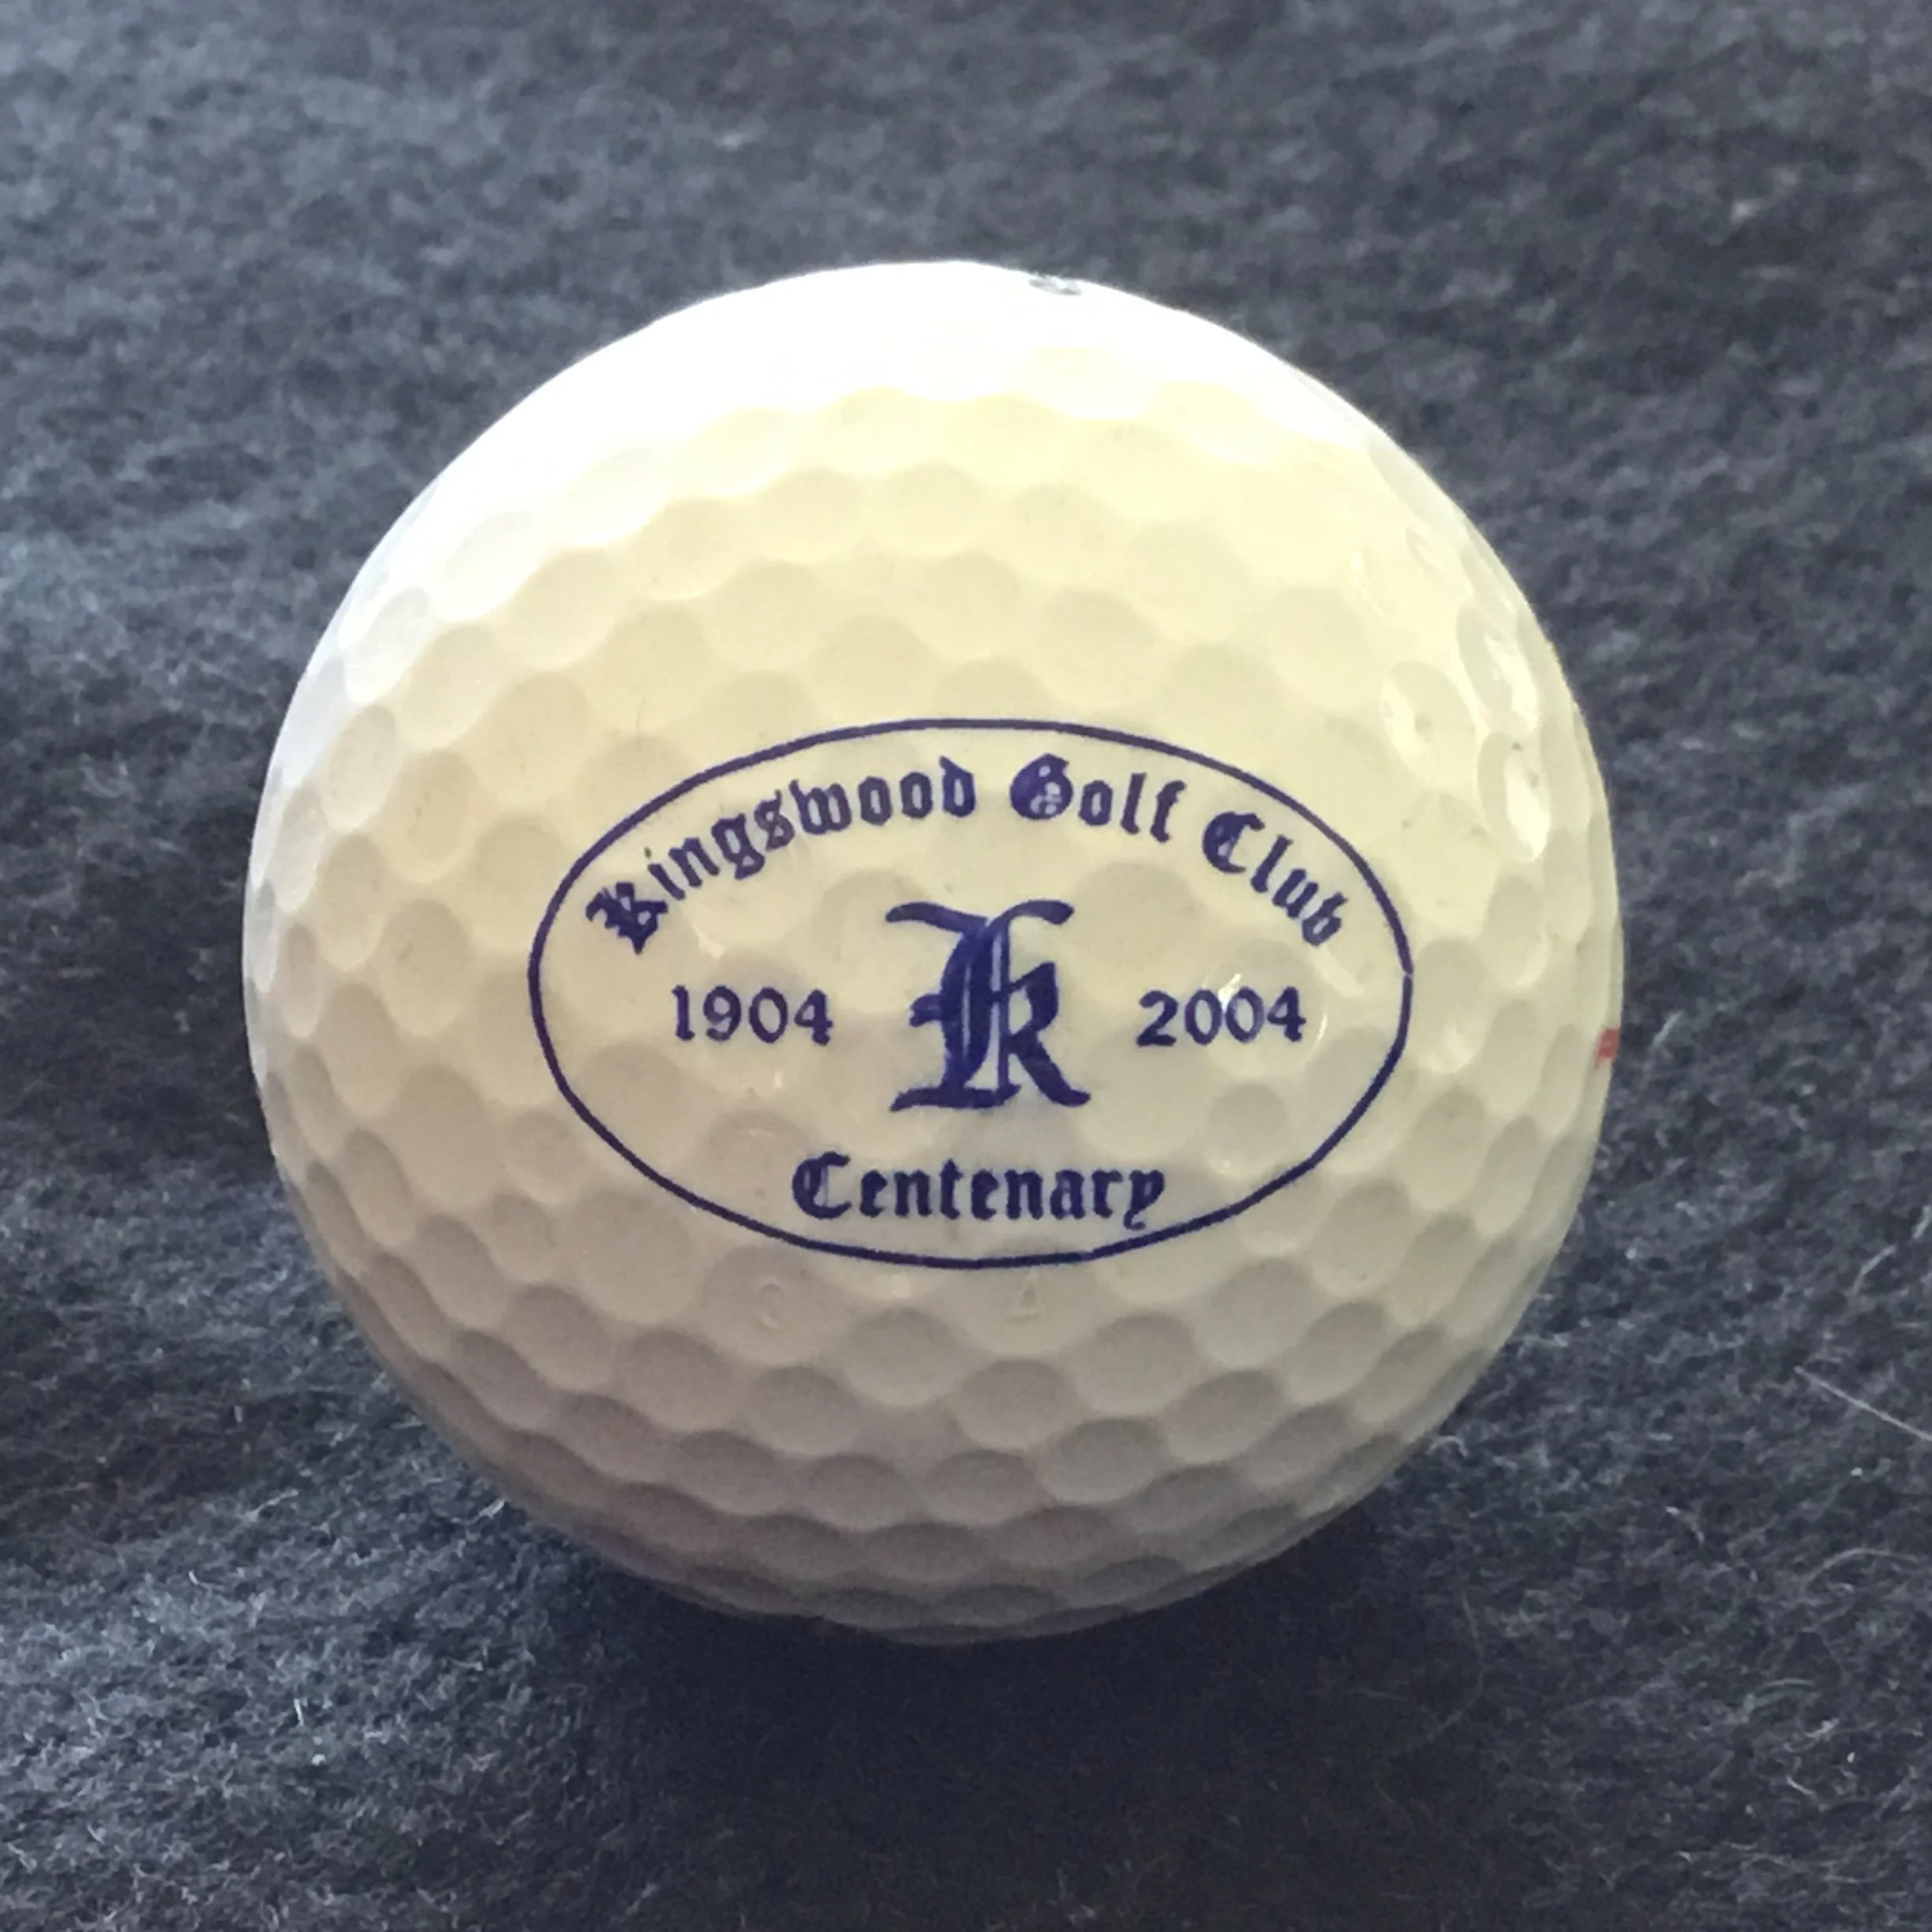 Kingswood Golf Club
1904 K 2004
Centenary